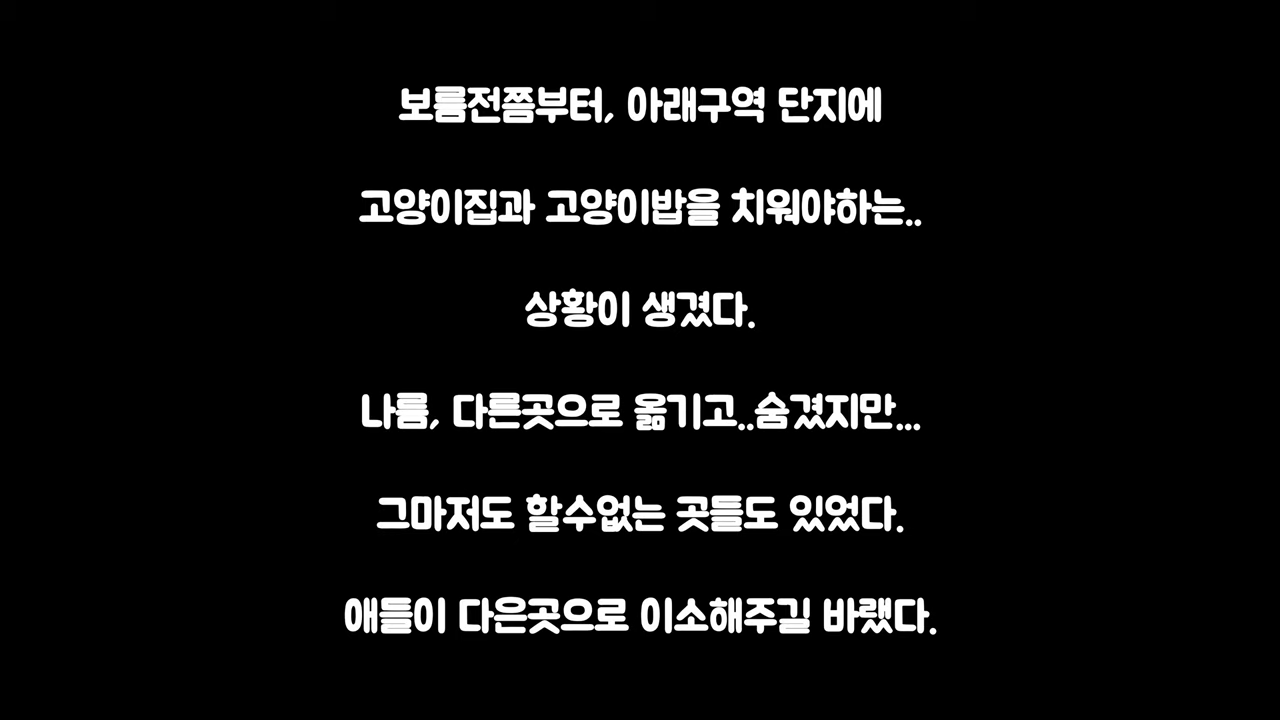 보름전쯤부터, 아래구역 단지에
고양이집과 고양이밥을 치워야하는..
상황이 생겼다.
나름, 다른곳으로 옮기고..숨겼지만...
그마저도 할수없는 곳들도 있었다.
애들이 다은곳으로 이소해주길 바랬다.